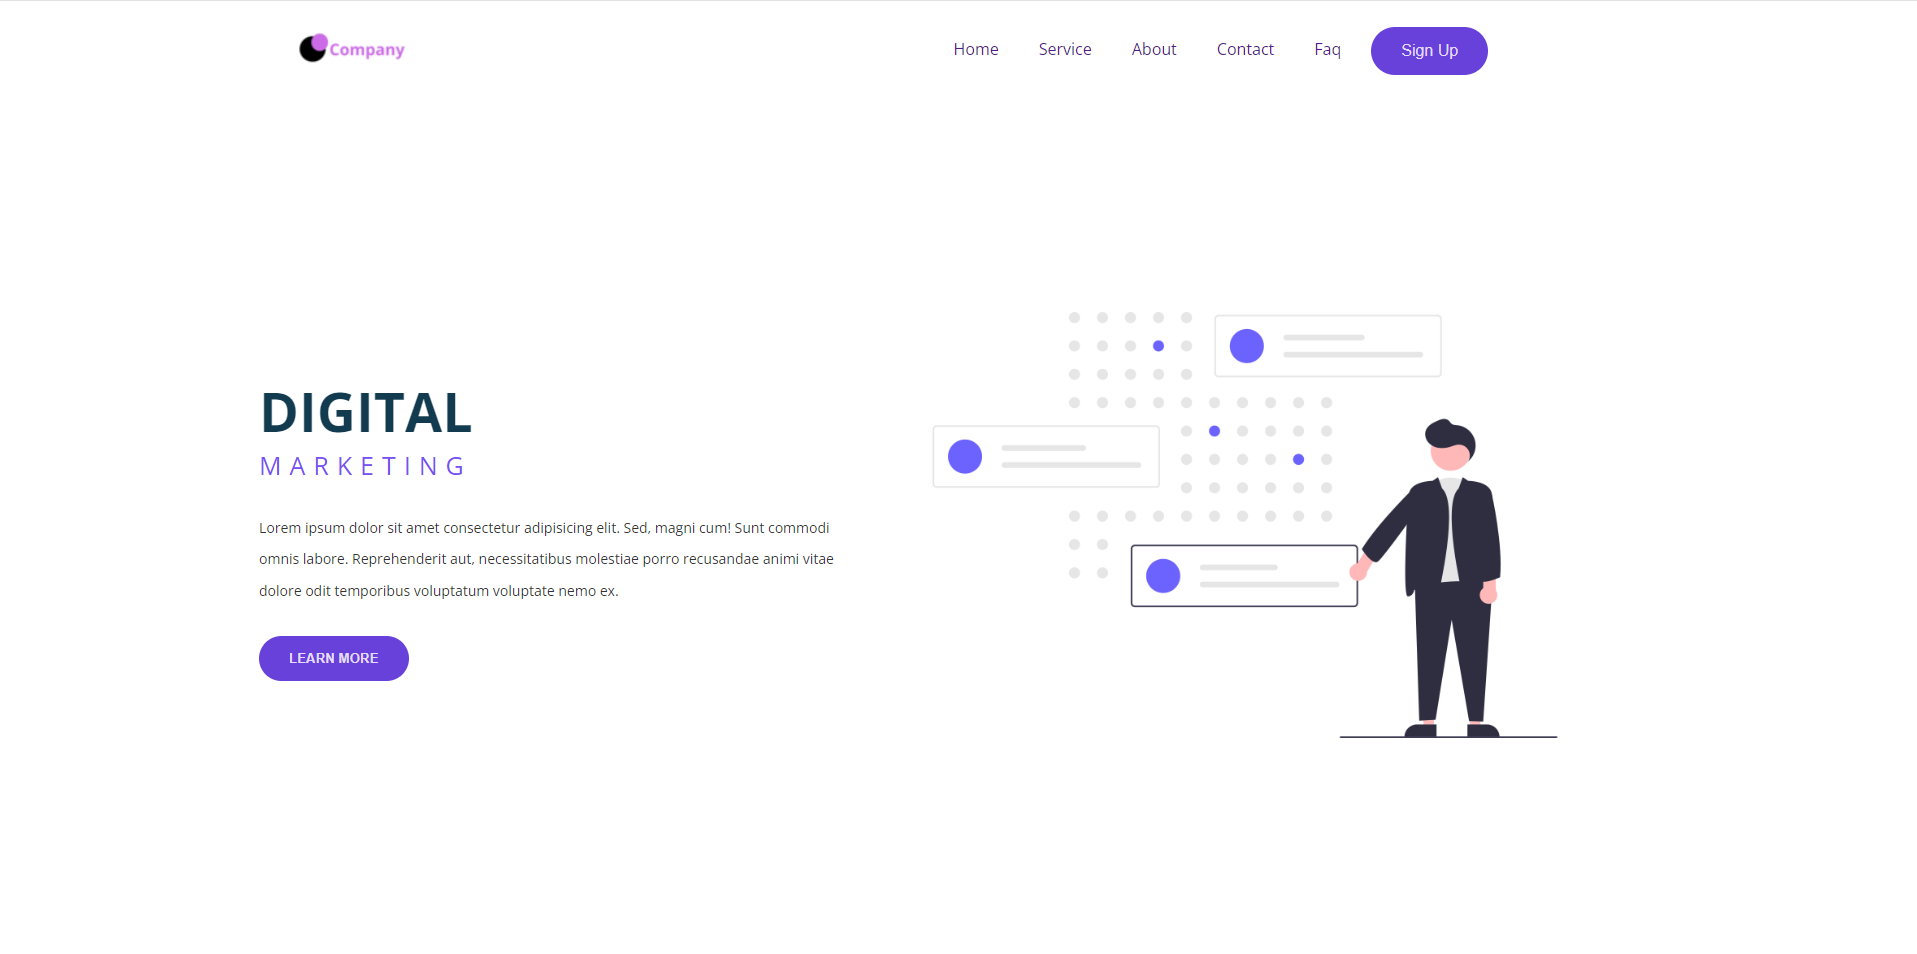 Company
Home Service About Contact Faq Sign Up
DIGITAL
MARKETING
Lorem ipsum dolor sit amet consectetur adipisicing elit. Sed, magni cum! Sunt commodi
omnis labore. Reprehenderit aut, necessitatibus molestiae porro recusandae animi vitae
dolore odit temporibus voluptatum voluptate nemo ex.
LEARN MORE